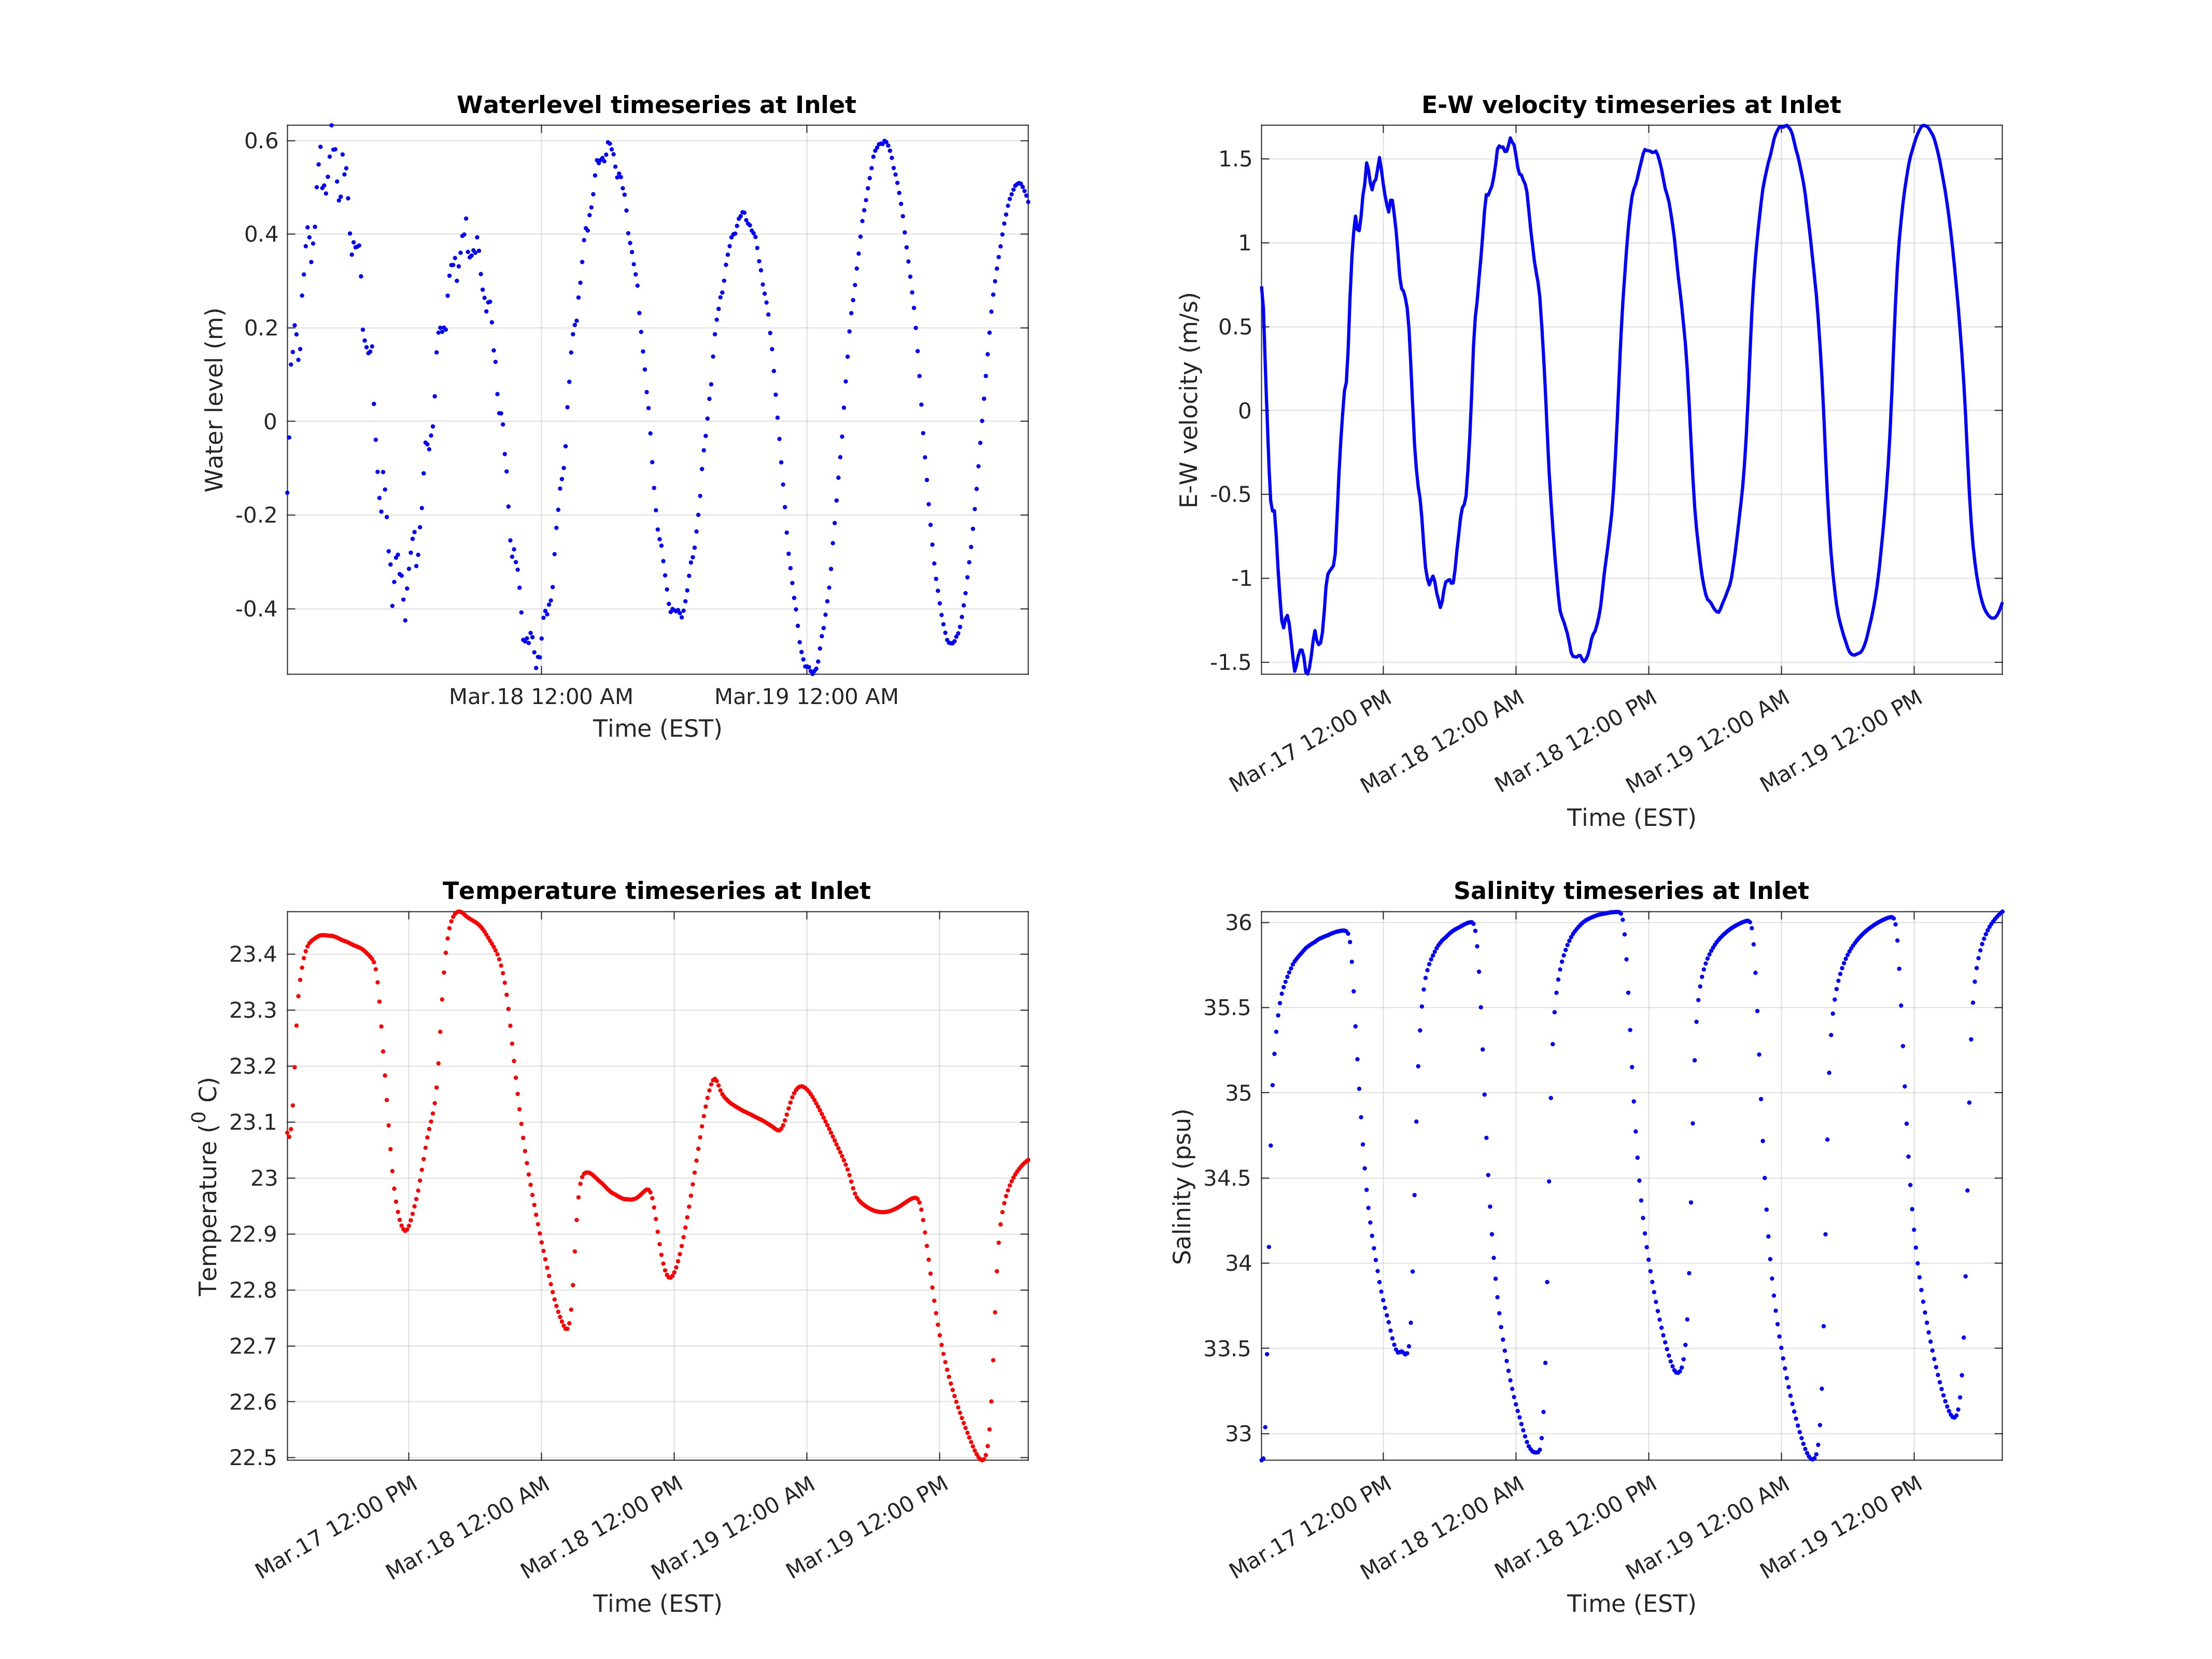 Waterlevel timeseries at Inlet
0.6
0.4
0.2
0
-0.2
-0.4
Water level (m)
Mar.18 12:00 AM
Mar.19 12:00 AM
Time (EST)
E-W velocity timeseries at Inlet
1.5
1
0.5
0
-0.5
-1
-1.5
E-W velocity (m/s)
Mar.17 12:00 PM
Mar.18 12:00 AM
Mar.18 12:00 PM
Mar.19 12:00 AM
Mar.19 12:00 PM
Time (EST)
Temperature timeseries at Inlet
23.4
23.3
23.2
23.1
23
22.9
22.8
22.7
22.6
22.5
Temperature (⁰ C)
Mar.17 12:00 PM
Mar.18 12:00 AM
Mar.18 12:00 PM
Mar.19 12:00 AM
Mar.19 12:00 PM
Time (EST)
Salinity timeseries at Inlet
36
35.5
35
34.5
34
33.5
33
Salinity (psu)
Mar.17 12:00 PM
Mar.18 12:00 AM
Mar.18 12:00 PM
Mar.19 12:00 AM
Mar.19 12:00 PM
Time (EST)